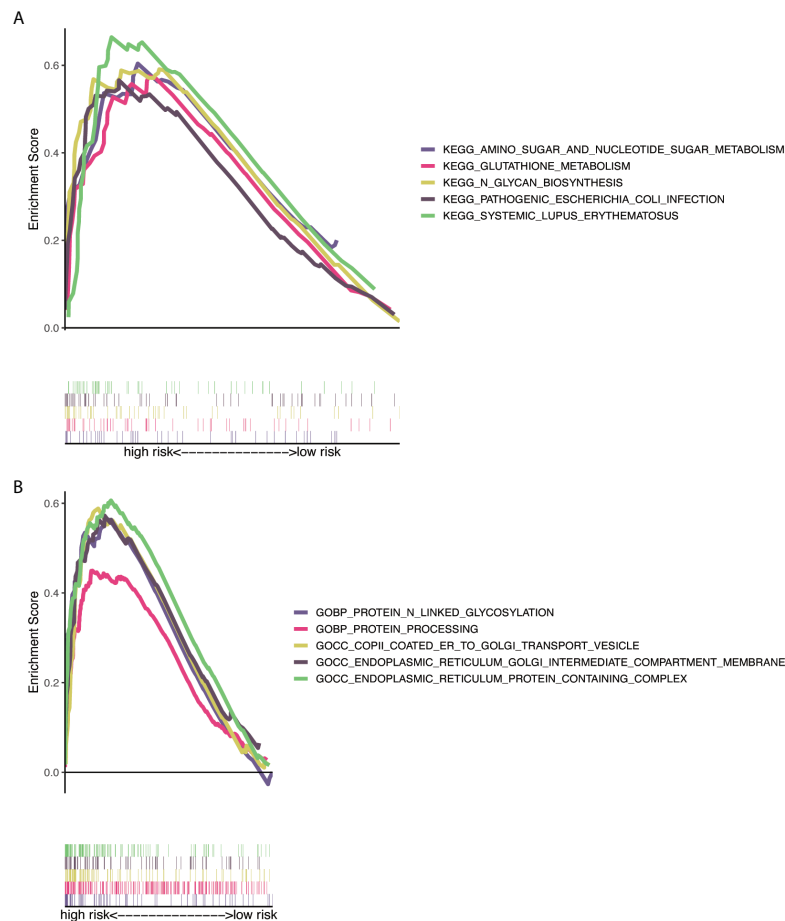 A
0.6
0.4
0.2
0.0
Enrichment Score
KEGG_AMINO_SUGAR_AND_NUCLEOTIDE_SUGAR_METABOLISM
KEGG_GLUTATHIONE_METABOLISM
KEGG_N_GLYCAN_BIOSYNTHESIS
KEGG_PATHOGENIC_ESCHERICHIA_COLI_INFECTION
KEGG_SYSTEMIC_LUPUS_ERYTHEMATOSUS
high risk<--------------->low risk
B
0.6
0.4
0.2
0.0
Enrichment Score
GOBP_PROTEIN_N_LINKED_GLYCOSYLATION
GOBP_PROTEIN_PROCESSING
GOCC_COPII_COATED_ER_TO_GOLGI_TRANSPORT_VESICLE
GOCC_ENDOPLASMIC_RETICULUM_GOLGI_INTERMEDIATE_COMPARTMENT_MEMBRANE
GOCC_ENDOPLASMIC_RETICULUM_PROTEIN_CONTAINING_COMPLEX
high risk<--------------->low risk